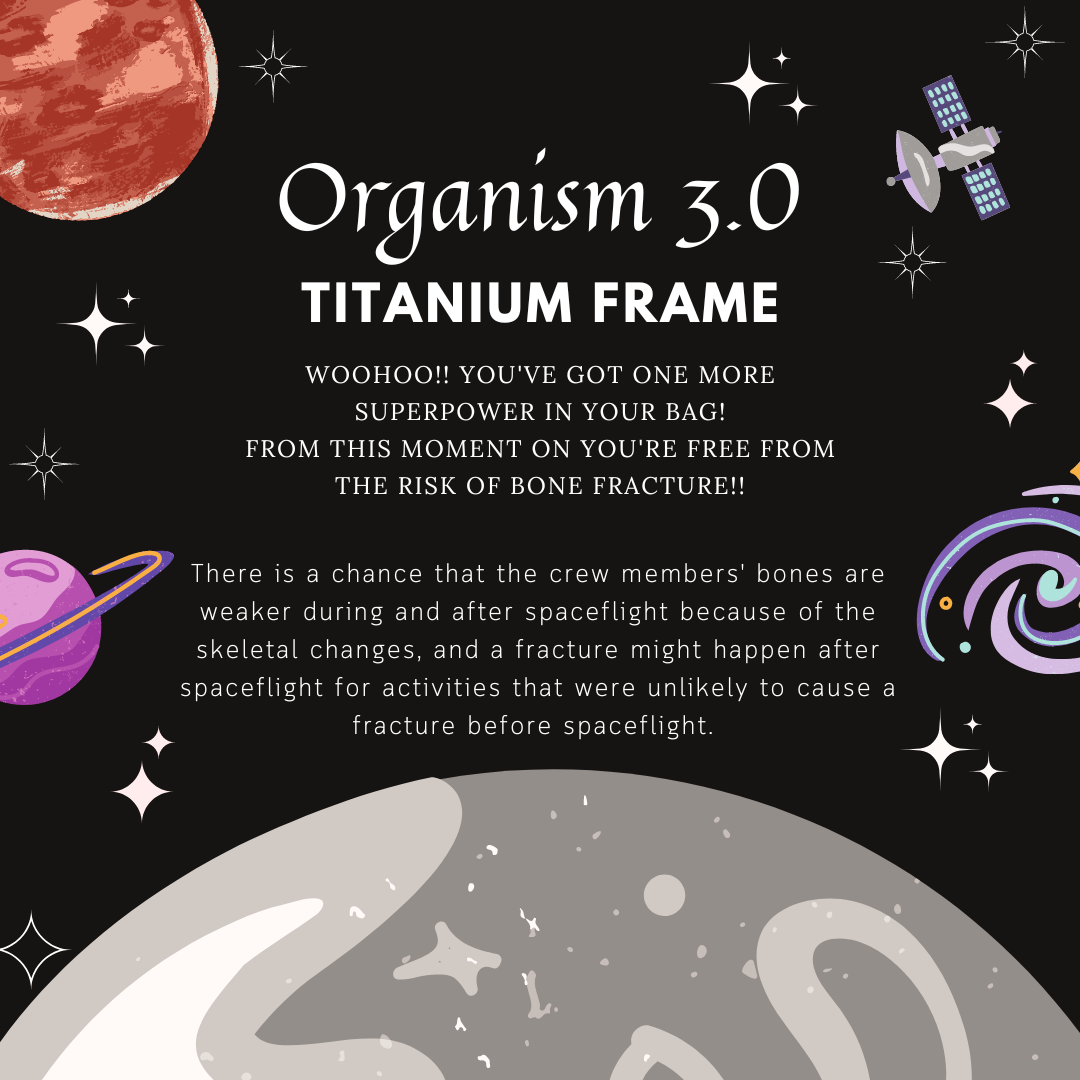 Organism 3.0
TITANIUM FRAME
WOOHOO!! YOU'VE GOT ONE MORE
SUPERPOWER IN YOUR BAG!
FROM THIS MOMENT ON YOU'RE FREE FROM
THE RISK OF BONE FRACTURE!!
There is a chance that the crew members' bones are
weaker during and after spaceflight because of the
skeletal changes, and a fracture might happen after
spaceflight for activities that were unlikely to cause a
fracture before spaceflight.